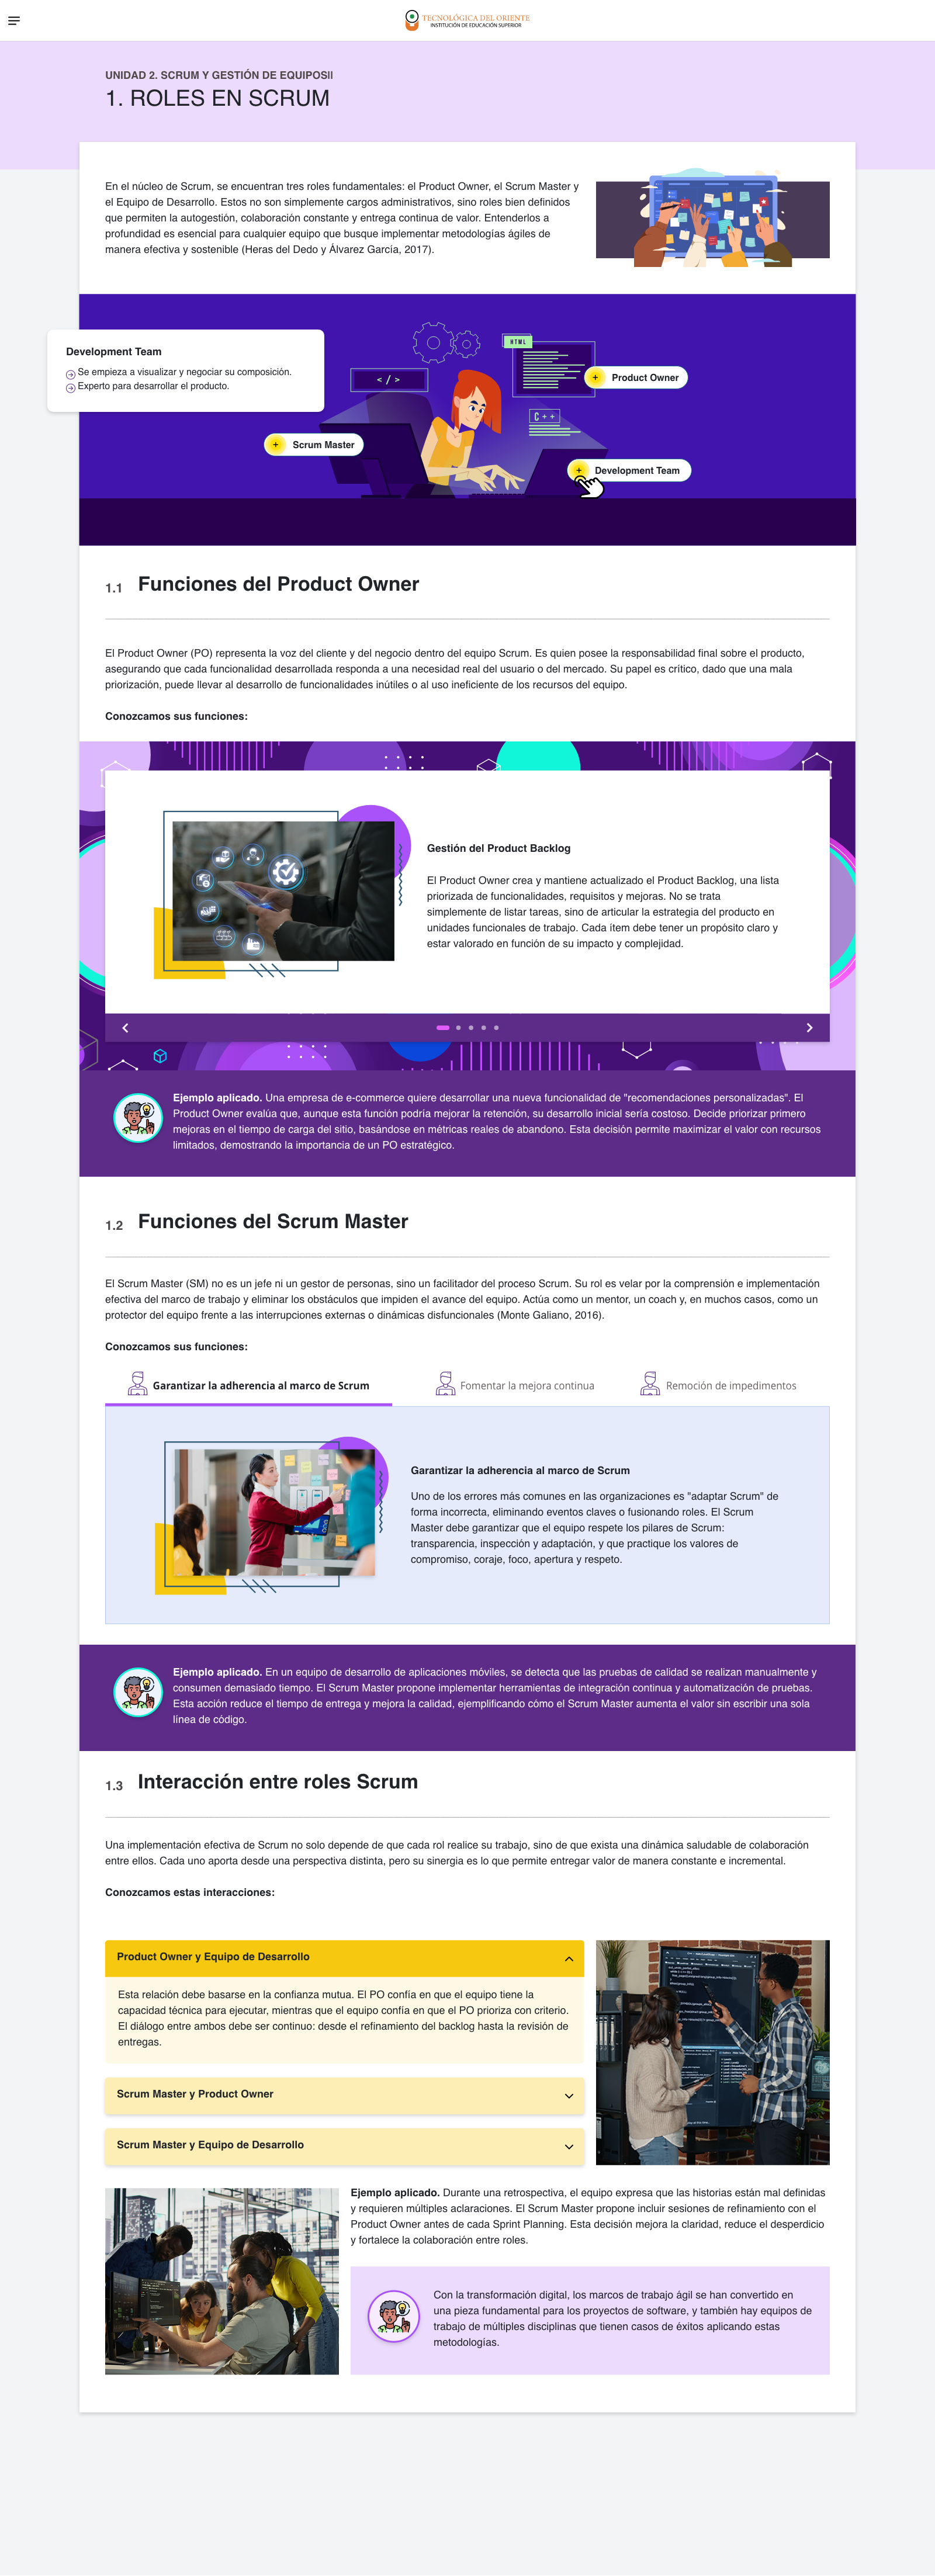 TECNOLÓGICA DEL ORIENTE
INSTITUCIÓN DE EDUCACIÓN SUPERIOR
UNIDAD 2. SCRUM Y GESTIÓN DE EQUIPOSII
1. ROLES EN SCRUM
En el núcleo de Scrum, se encuentran tres roles fundamentales: el Product Owner, el Scrum Master y
el Equipo de Desarrollo. Estos no son simplemente cargos administrativos, sino roles bien definidos
que permiten la autogestión, colaboración constante y entrega continua de valor. Entenderlos a
profundidad es esencial para cualquier equipo que busque implementar metodologías ágiles de
manera efectiva y sostenible (Heras del Dedo y Álvarez García, 2017).
Development Team
Se empieza a visualizar y negociar su composición.
Experto para desarrollar el producto.
HTML
</>
C++
+ Product Owner
+ Scrum Master
+ Development Team
1.1 Funciones del Product Owner
El Product Owner (PO) representa la voz del cliente y del negocio dentro del equipo Scrum. Es quien posee la responsabilidad final sobre el producto,
asegurando que cada funcionalidad desarrollada responda a una necesidad real del usuario o del mercado. Su papel es crítico, dado que una mala
priorización, puede llevar al desarrollo de funcionalidades inútiles o al uso ineficiente de los recursos del equipo.
Conozcamos sus funciones:
Gestión del Product Backlog
El Product Owner crea y mantiene actualizado el Product Backlog, una lista
priorizada de funcionalidades, requisitos y mejoras. No se trata
simplemente de listar tareas, sino de articular la estrategia del producto en
unidades funcionales de trabajo. Cada ítem debe tener un propósito claro y
estar valorado en función de su impacto y complejidad.
Ejemplo aplicado. Una empresa de e-commerce quiere desarrollar una nueva funcionalidad de "recomendaciones personalizadas". El
Product Owner evalúa que, aunque esta función podría mejorar la retención, su desarrollo inicial sería costoso. Decide priorizar primero
mejoras en el tiempo de carga del sitio, basándose en métricas reales de abandono. Esta decisión permite maximizar el valor con recursos
limitados, demostrando la importancia de un PO estratégico.
1.2 Funciones del Scrum Master
El Scrum Master (SM) no es un jefe ni un gestor de personas, sino un facilitador del proceso Scrum. Su rol es velar por la comprensión e implementación
efectiva del marco de trabajo y eliminar los obstáculos que impiden el avance del equipo. Actúa como un mentor, un coach y, en muchos casos, como un
protector del equipo frente a las interrupciones externas o dinámicas disfuncionales (Monte Galiano, 2016).
Conozcamos sus funciones:
Garantizar la adherencia al marco de Scrum
Fomentar la mejora continua
Remoción de impedimentos
Garantizar la adherencia al marco de Scrum
Uno de los errores más comunes en las organizaciones es "adaptar Scrum" de
forma incorrecta, eliminando eventos claves o fusionando roles. El Scrum
Master debe garantizar que el equipo respete los pilares de Scrum:
transparencia, inspección y adaptación, y que practique los valores de
compromiso, coraje, foco, apertura y respeto.
Ejemplo aplicado. En un equipo de desarrollo de aplicaciones móviles, se detecta que las pruebas de calidad se realizan manualmente y
consumen demasiado tiempo. El Scrum Master propone implementar herramientas de integración continua y automatización de pruebas.
Esta acción reduce el tiempo de entrega y mejora la calidad, ejemplificando cómo el Scrum Master aumenta el valor sin escribir una sola
línea de código.
1.3 Interacción entre roles Scrum
Una implementación efectiva de Scrum no solo depende de que cada rol realice su trabajo, sino de que exista una dinámica saludable de colaboración
entre ellos. Cada uno aporta desde una perspectiva distinta, pero su sinergia es lo que permite entregar valor de manera constante e incremental.
Conozcamos estas interacciones:
Product Owner y Equipo de Desarrollo
Esta relación debe basarse en la confianza mutua. El PO confía en que el equipo tiene la
capacidad técnica para ejecutar, mientras que el equipo confía en que el PO prioriza con criterio.
El diálogo entre ambos debe ser continuo: desde el refinamiento del backlog hasta la revisión de
entregas.
Scrum Master y Product Owner
Scrum Master y Equipo de Desarrollo
Ejemplo aplicado. Durante una retrospectiva, el equipo expresa que las historias están mal definidas
y requieren múltiples aclaraciones. El Scrum Master propone incluir sesiones de refinamiento con el
Product Owner antes de cada Sprint Planning. Esta decisión mejora la claridad, reduce el desperdicio
y fortalece la colaboración entre roles.
Con la transformación digital, los marcos de trabajo ágil se han convertido en
una pieza fundamental para los proyectos de software, y también hay equipos de
trabajo de múltiples disciplinas que tienen casos de éxitos aplicando estas
metodologías.